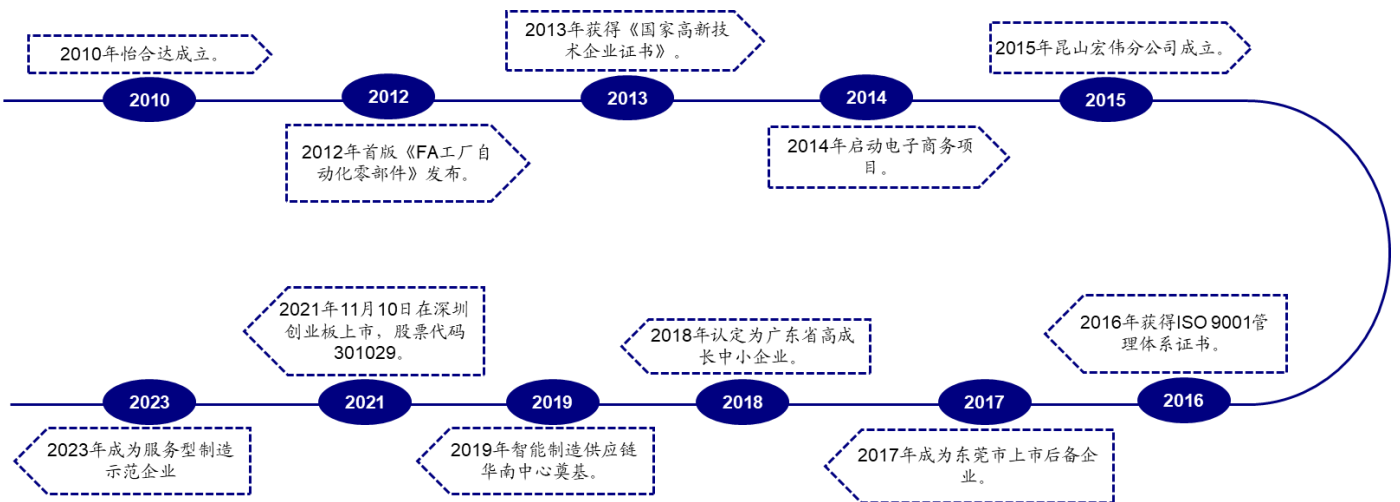 2010年怡合达成立。
2010
2012
2012年首版《FA工厂自
动化零部件》发布。
2013年获得《国家高新技
术企业证书》。
2013
2014
2014年启动电子商务项
目。
2015年昆山宏伟分公司成立。
2015
2016年获得ISO 9001管
理体系证书。
2016
2017
2017年成为东莞市上市后备企
业。
2018年认定为广东省高成
长中小企业。
2018
2019
2019年智能制造供应链
华南中心奠基。
2021年11月10日在深圳
创业板上市，股票代码
301029。
2021
2023
2023年成为服务型制造
示范企业